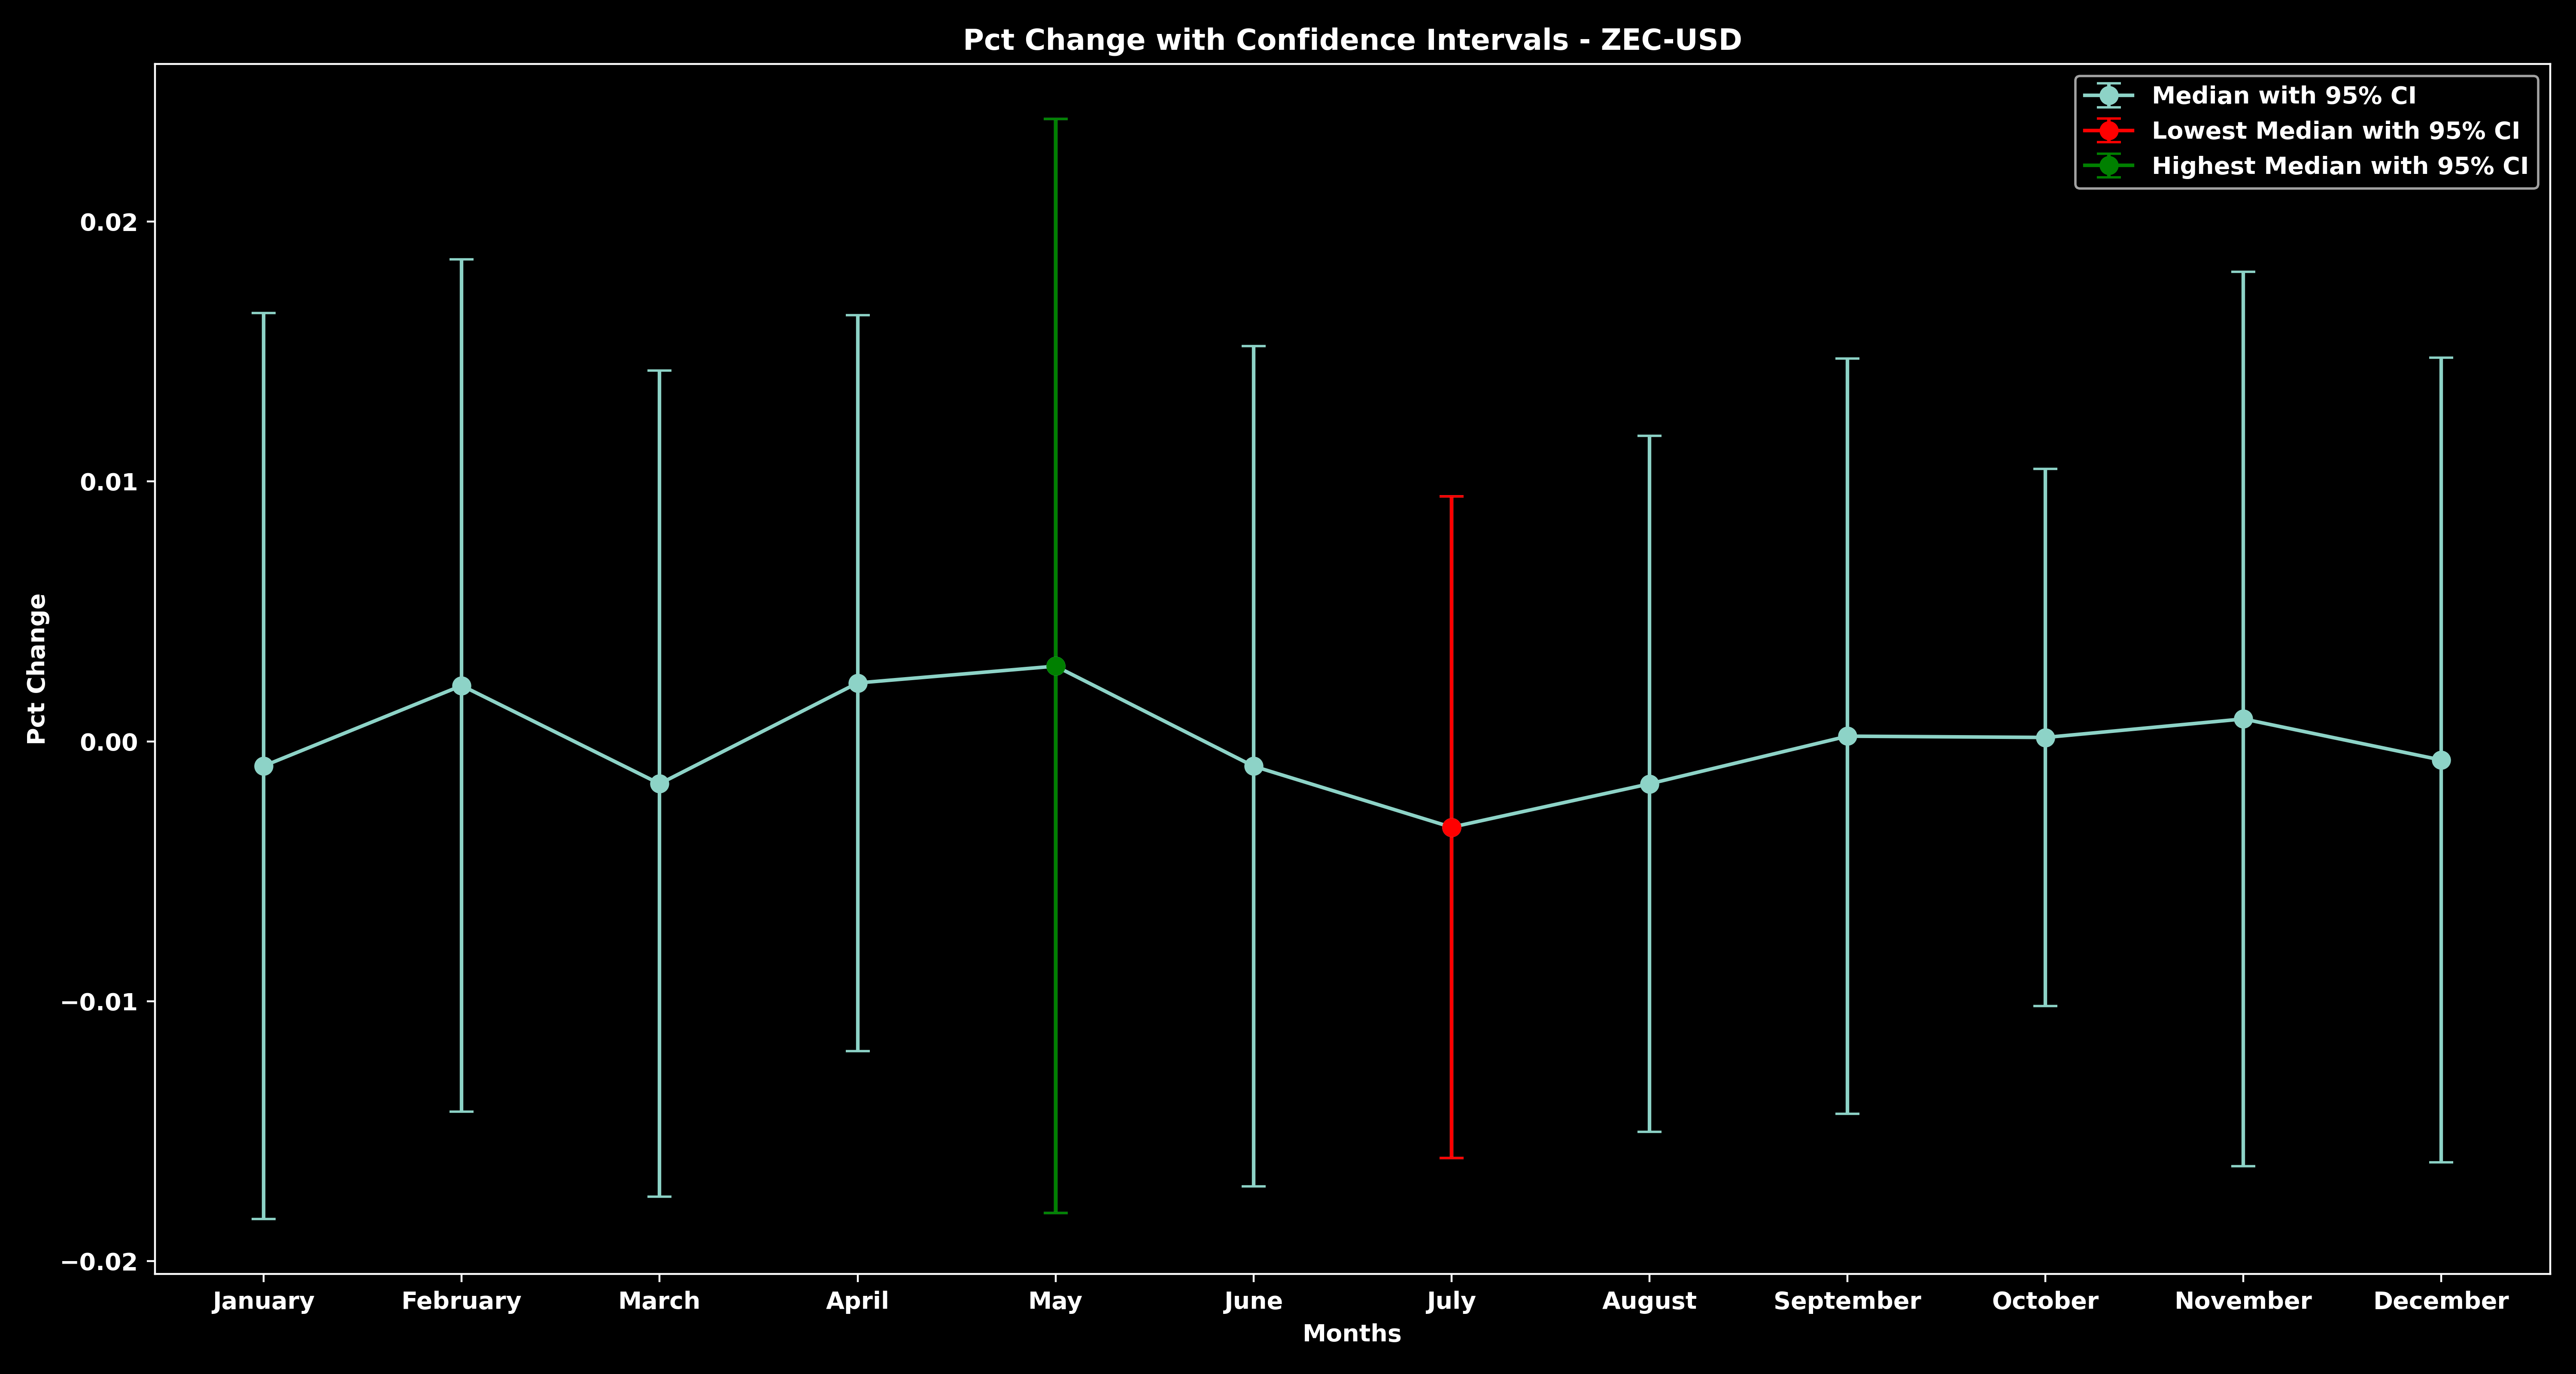 Pct Change with Confidence Intervals - ZEC-USD
Median with 95% CI
Lowest Median with 95% CI
Highest Median with 95% CI
Pct Change
0.02
0.01
0.00
−0.01
−0.02
January February March April May June July August September October November December
Months